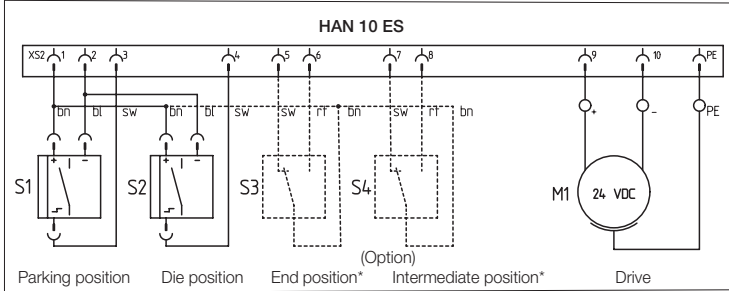 HAN 10 ES
XS2 1 2 3 4 5 6 7 8 9 10 PE
bn bl sw bn bl sw sw rt bn sw rt bn + - PE
+ - + -
S1 S2 S3 S4 M1 24 VDC
(Option)
Parking position Die position End position* Intermediate position* Drive